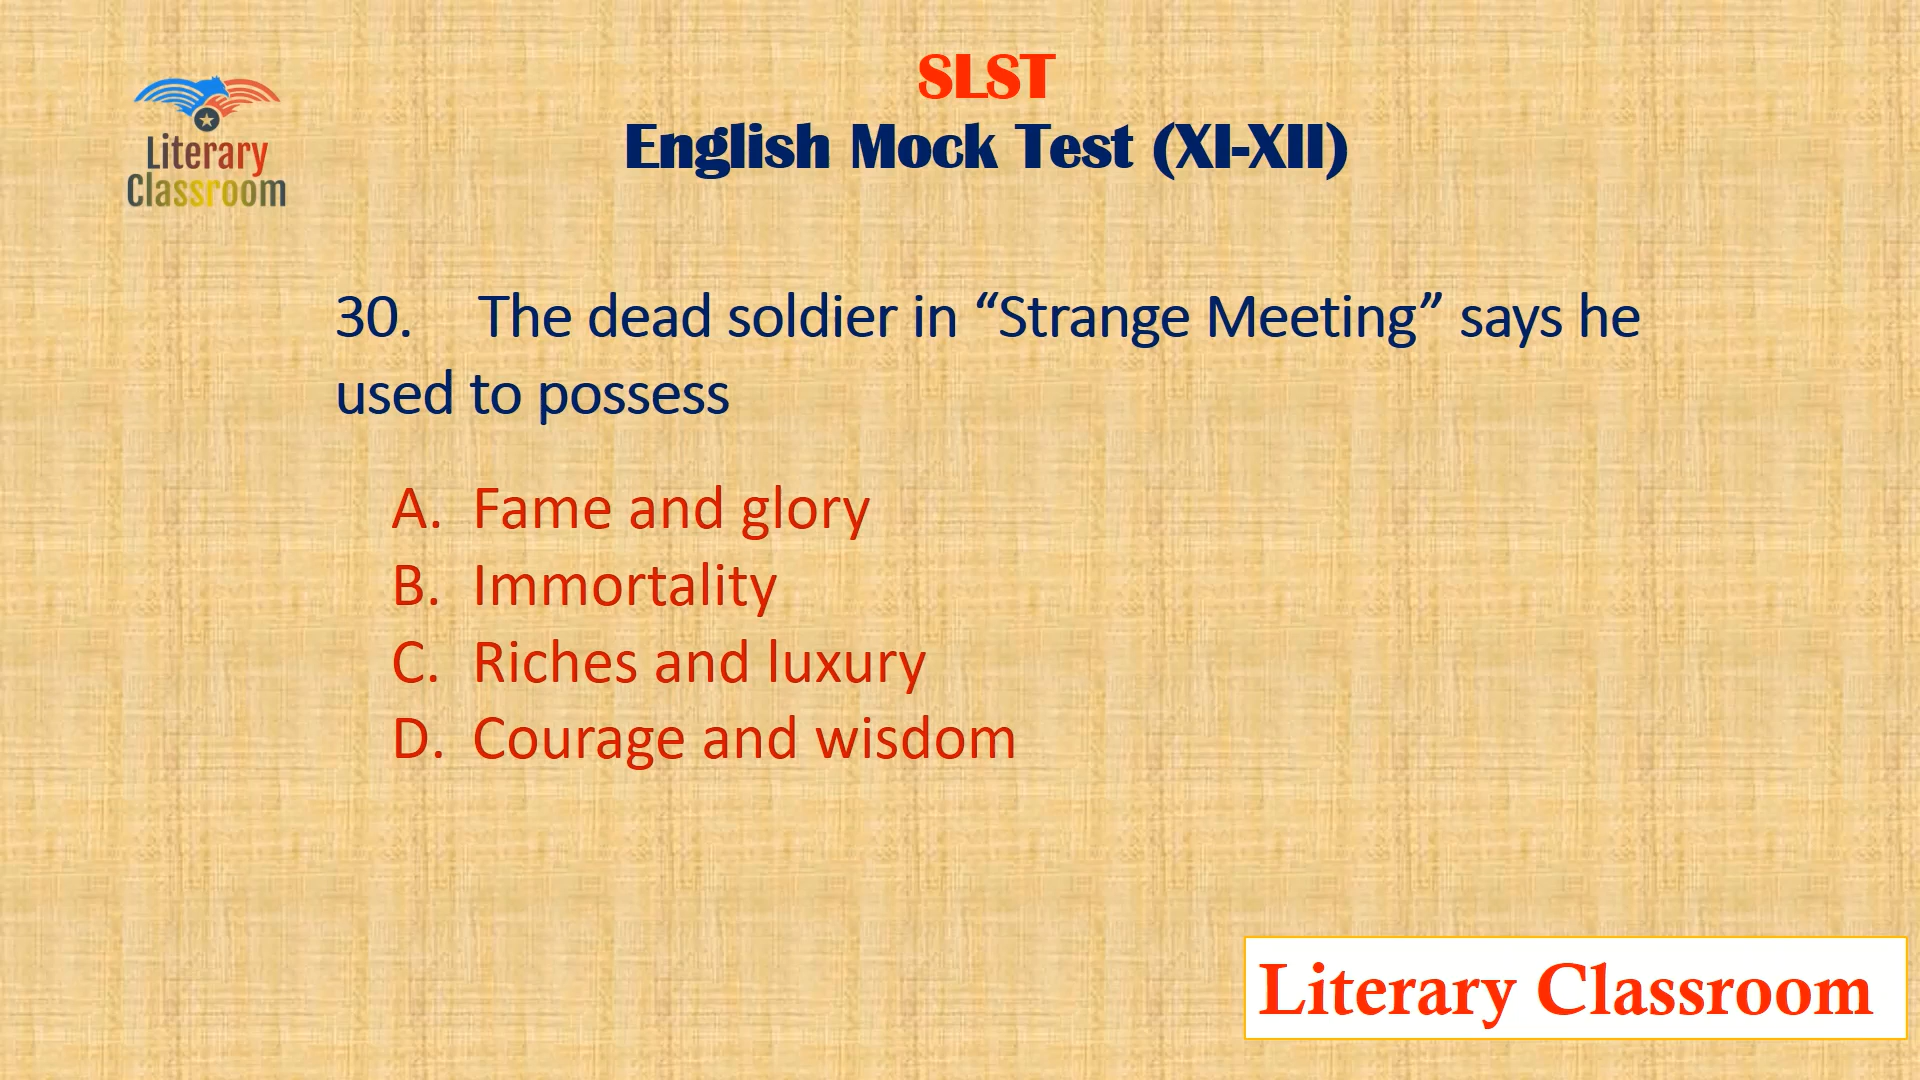 SLST
English Mock Test (XI-XII)
Literary
Classroom
30. The dead soldier in “Strange Meeting” says he
used to possess
A. Fame and glory
B. Immortality
C. Riches and luxury
D. Courage and wisdom
Literary Classroom